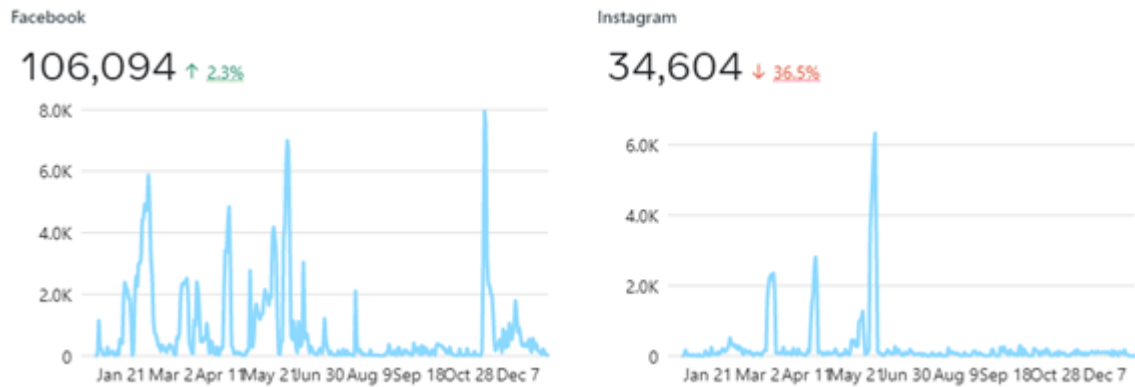 Facebook
106,094 ↑ 2.3%
8.0K
6.0K
4.0K
2.0K
0
Jan 21 Mar 2 Apr 11 May 21 Jun 30 Aug 9 Sep 18 Oct 28 Dec 7
Instagram
34,604 ↓ 36.5%
6.0K
4.0K
2.0K
0
Jan 21 Mar 2 Apr 11 May 21 Jun 30 Aug 9 Sep 18 Oct 28 Dec 7